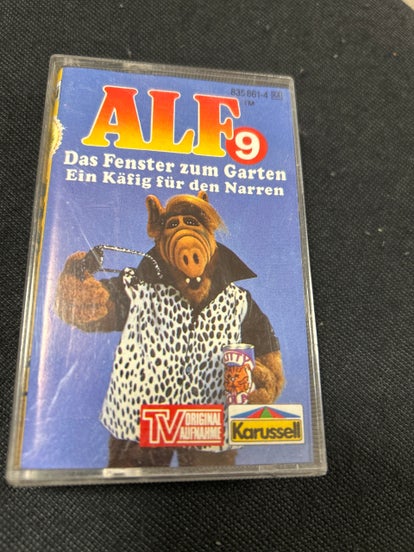 835 861-4
TM
ALF 9
Das Fenster zum Garten
Ein Käfig für den Narren
TV ORIGINAL
AUFNAHME
Karussell